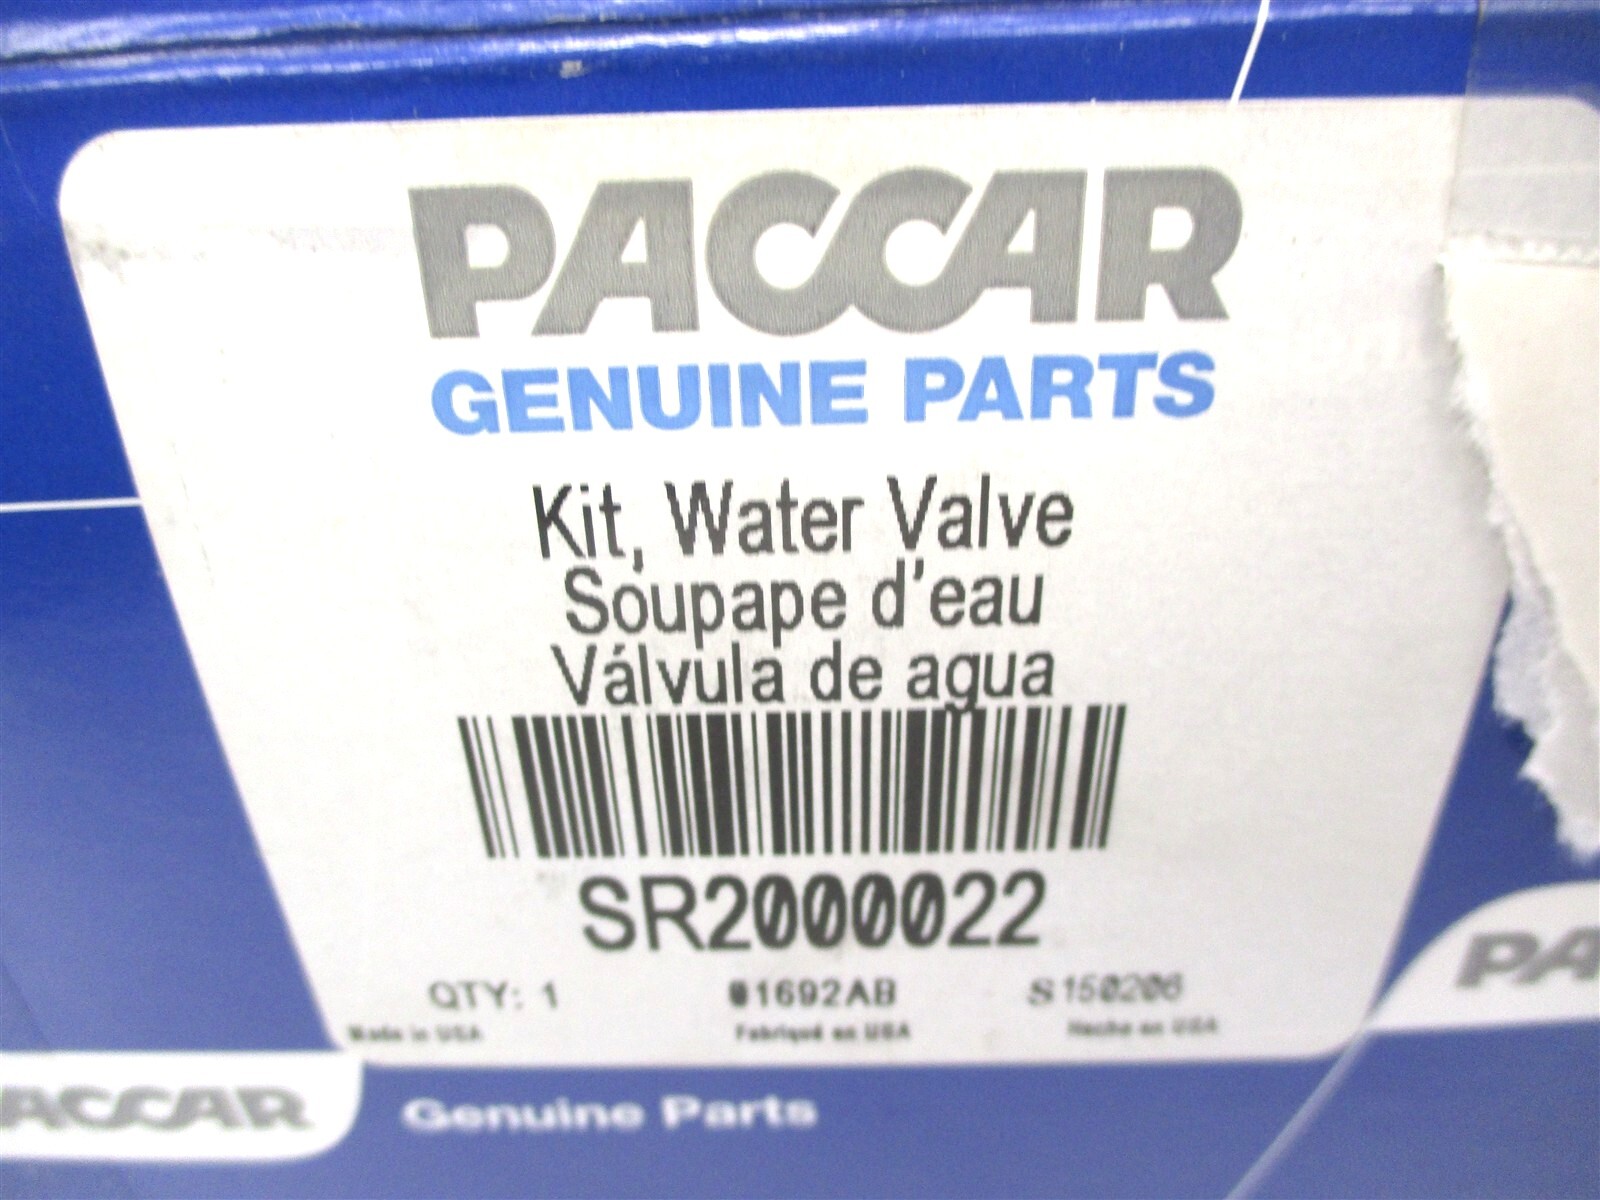 PACCAR
GENUINE PARTS
Kit, Water Valve
Soupape d'eau
Válvula de agua
SR2000022
QTY: 1 01692AB S150206
Made in USA Fabriqué en USA Hecho en USA
PA
ACCAR Genuine Parts